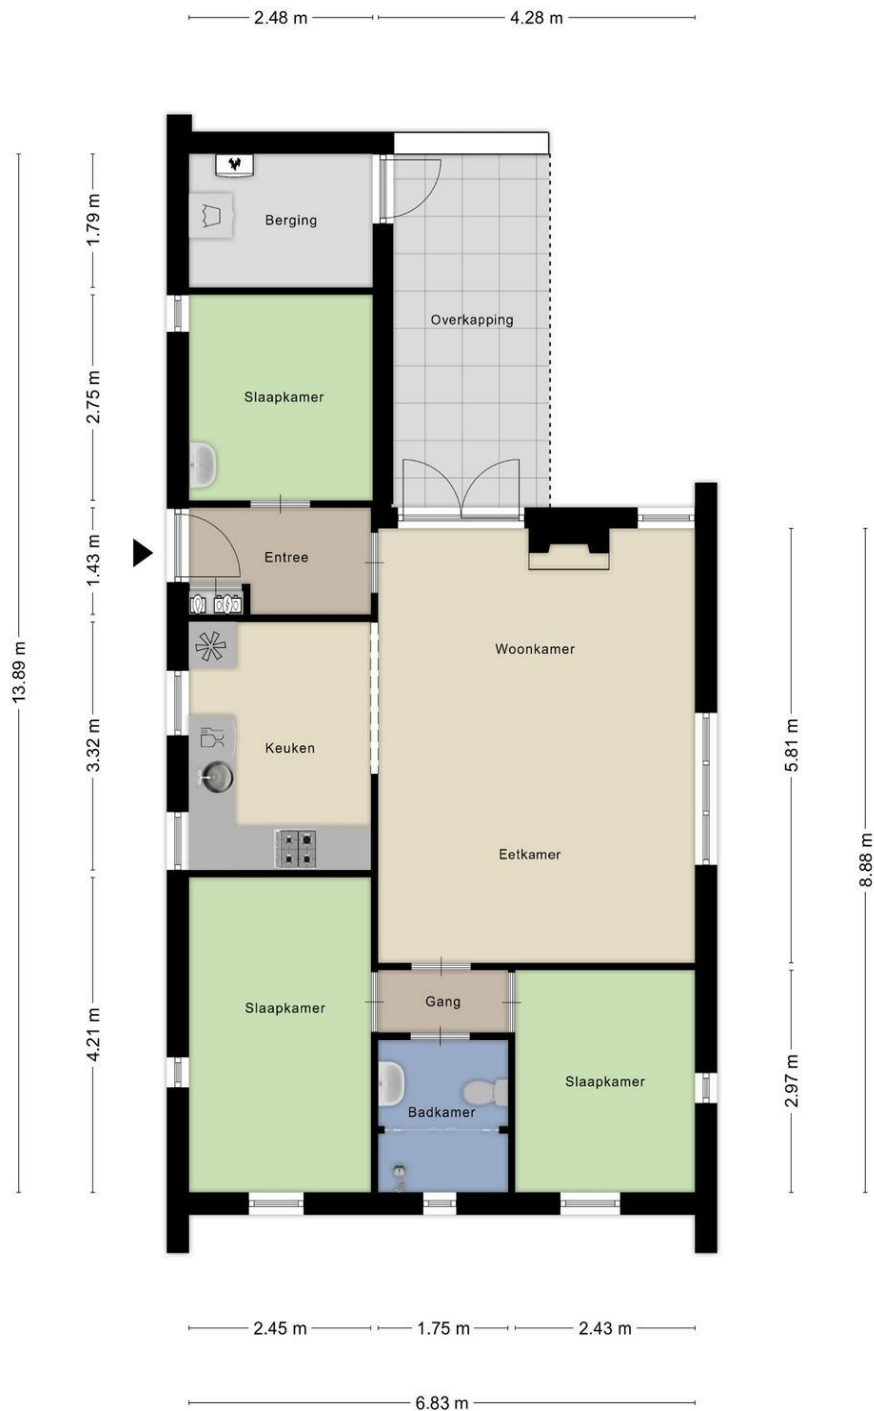 2.48 m
4.28 m
1.79 m
Berging
Overkapping
2.75 m
Slaapkamer
1.43 m
Entree
Woonkamer
13.89 m
3.32 m
Keuken
5.81 m
8.88 m
Eetkamer
4.21 m
Slaapkamer
Gang
Slaapkamer
2.97 m
Badkamer
2.45 m
1.75 m
2.43 m
6.83 m